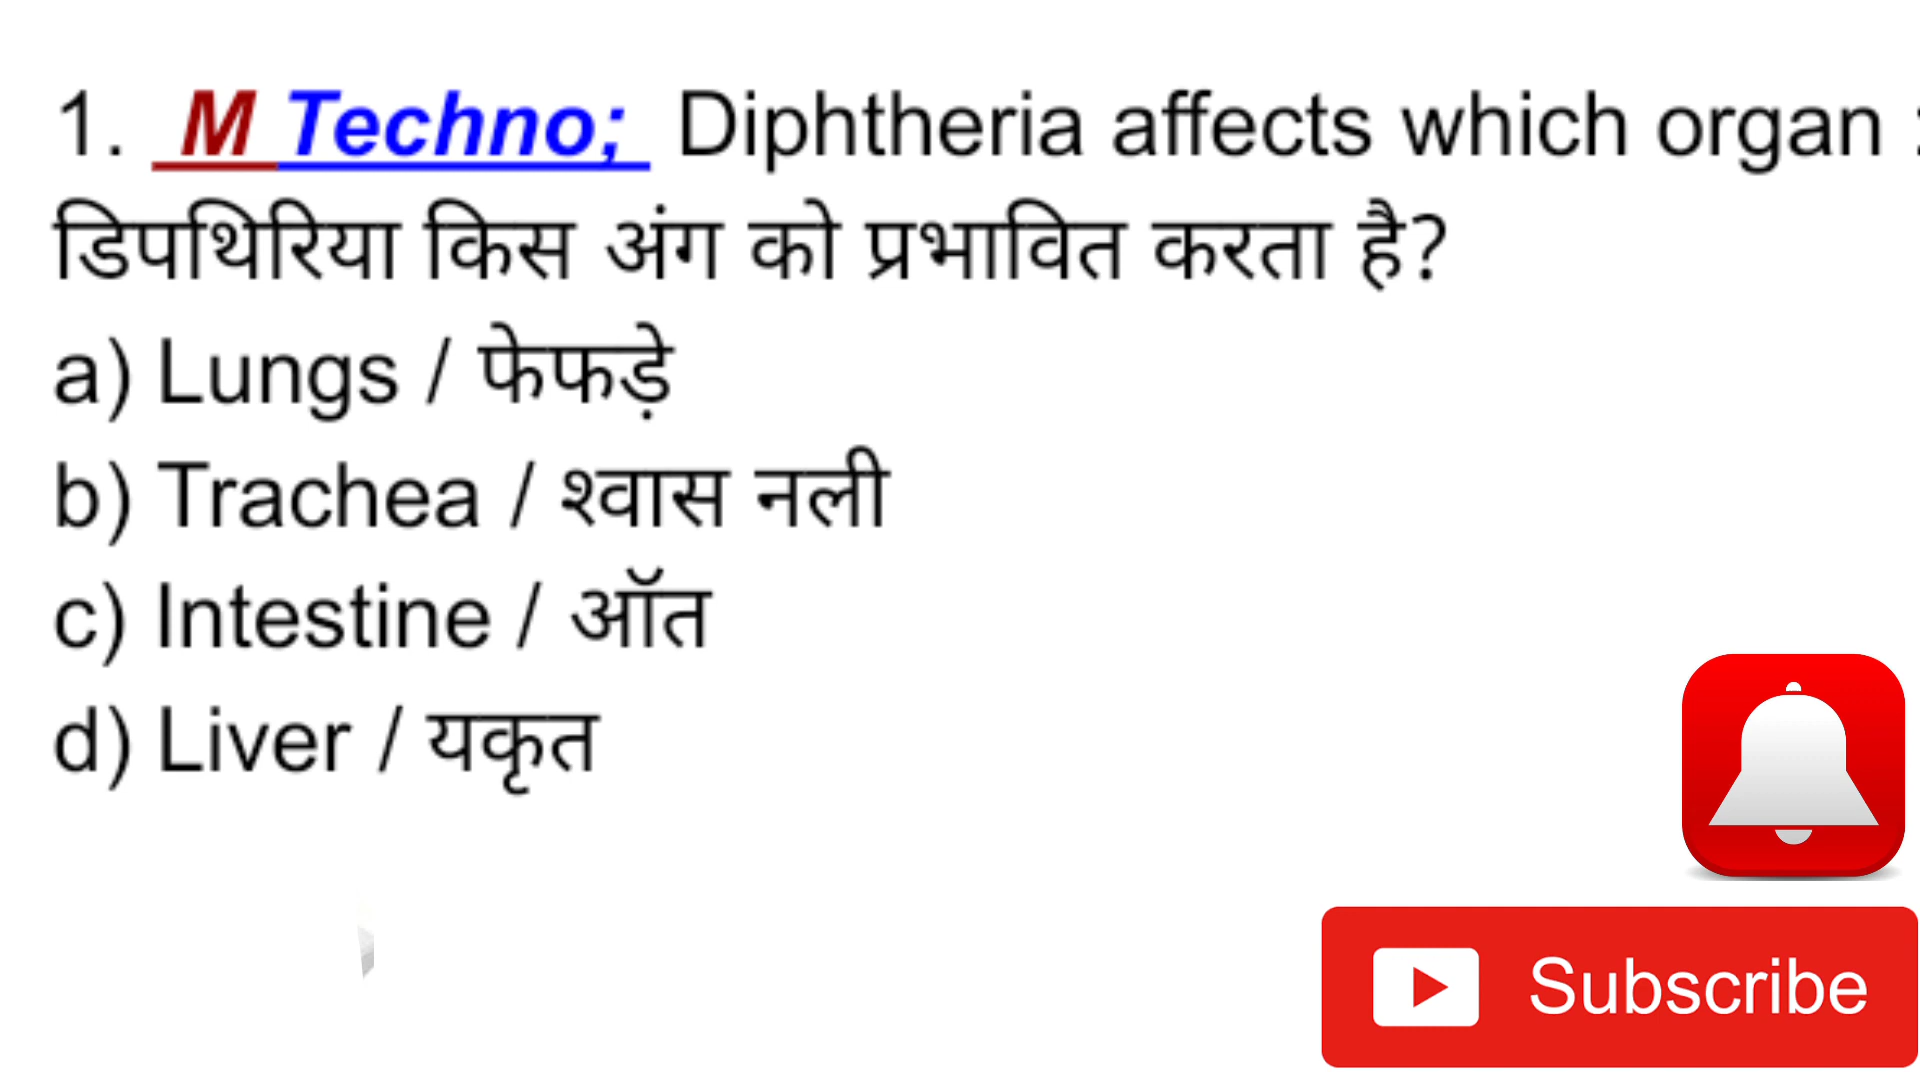 1. M Techno; Diphtheria affects which organ :
डिपथिरिया किस अंग को प्रभावित करता है?
a) Lungs / फेफड़े
b) Trachea / श्वास नली
c) Intestine / ऑत
d) Liver / यकृत
Subscribe